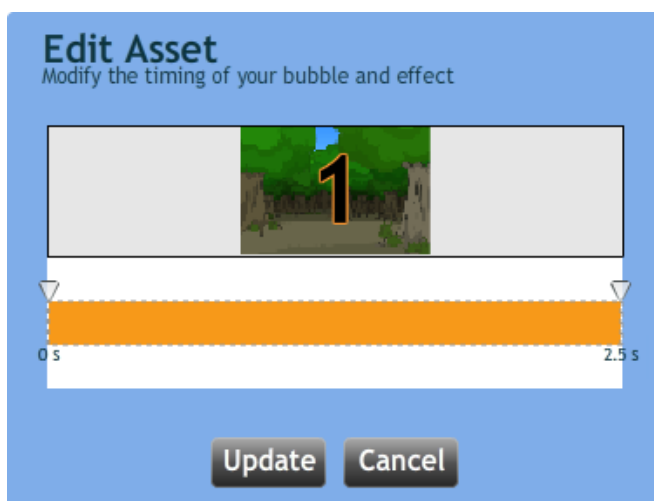 Edit Asset
Modify the timing of your bubble and effect
1
0 s
2.5 s
Update
Cancel